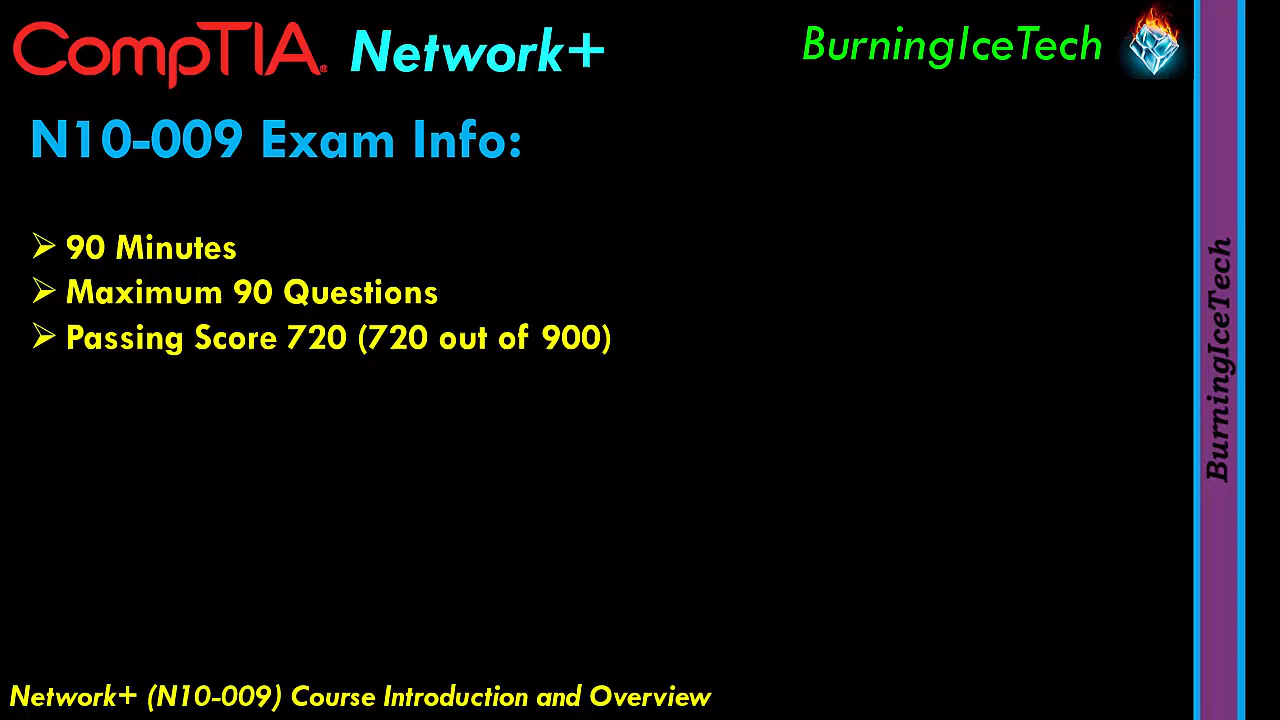 CompTIA® Network+
BurningIceTech
N10-009 Exam Info:
➢ 90 Minutes
➢ Maximum 90 Questions
➢ Passing Score 720 (720 out of 900)
BurningIceTech
Network+ (N10-009) Course Introduction and Overview